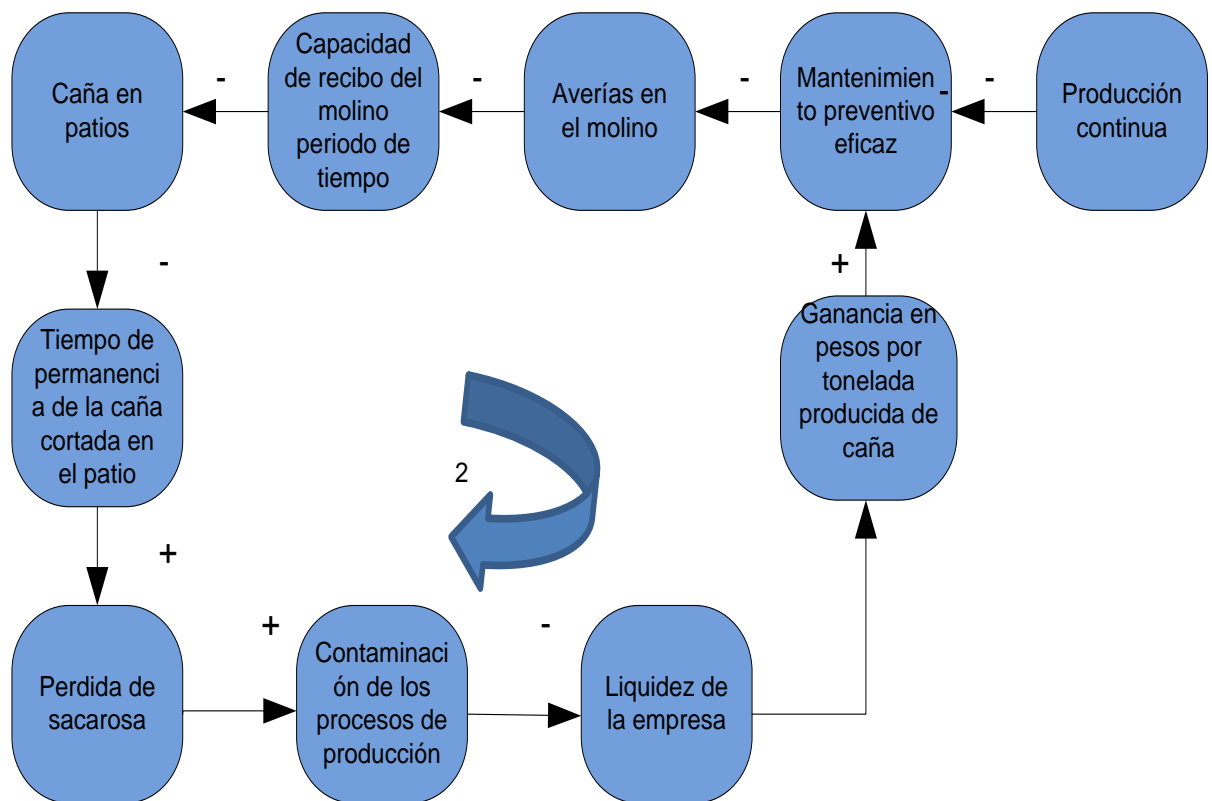 Caña en
patios
-
Capacidad
de recibo del
molino
periodo de
tiempo
-
Averías en
el molino
-
Mantenimien
to preventivo
eficaz
-
-
Producción
continua
-
Tiempo de
permanenci
a de la caña
cortada en
el patio
+
Ganancia en
pesos por
tonelada
producida de
caña
2
+
Perdida de
sacarosa
+
Contaminaci
ón de los
procesos de
producción
-
Liquidez de
la empresa